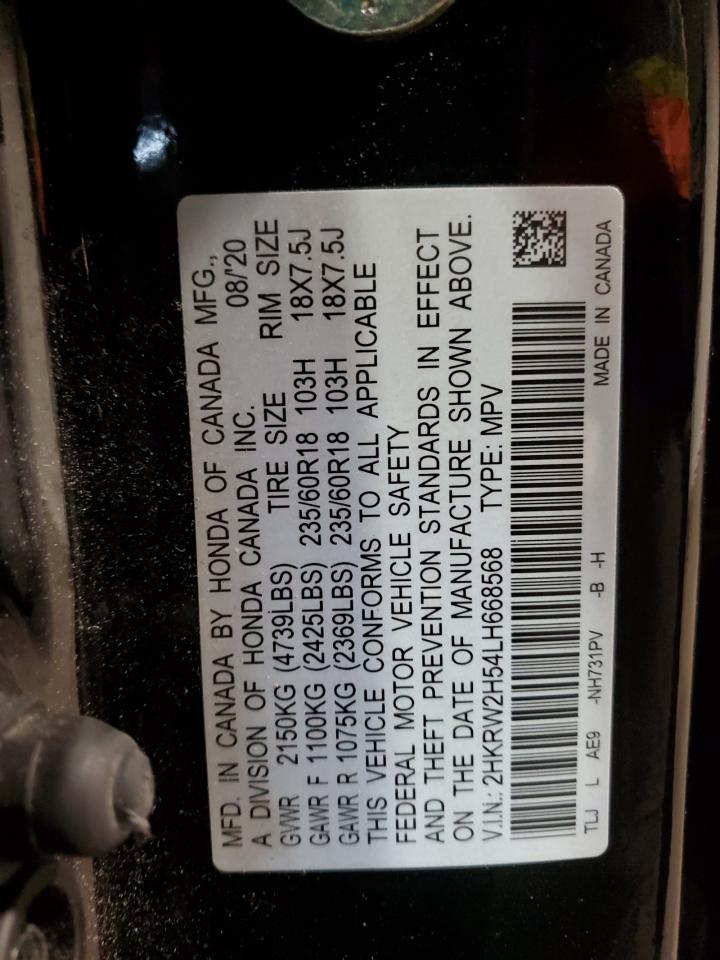 MFD. IN CANADA BY HONDA OF CANADA MFG.,
A DIVISION OF HONDA CANADA INC. 08/'20
GVWR 2150KG (4739LBS) TIRE SIZE RIM SIZE
GAWR F 1100KG (2425LBS) 235/60R18 103H 18X7.5J
GAWR R 1075KG (2369LBS) 235/60R18 103H 18X7.5J
THIS VEHICLE CONFORMS TO ALL APPLICABLE
FEDERAL MOTOR VEHICLE SAFETY
AND THEFT PREVENTION STANDARDS IN EFFECT
ON THE DATE OF MANUFACTURE SHOWN ABOVE.
V.I.N.: 2HKRW2H54LH668568 TYPE: MPV
TLJ L AE9 -NH731PV -B -H MADE IN CANADA